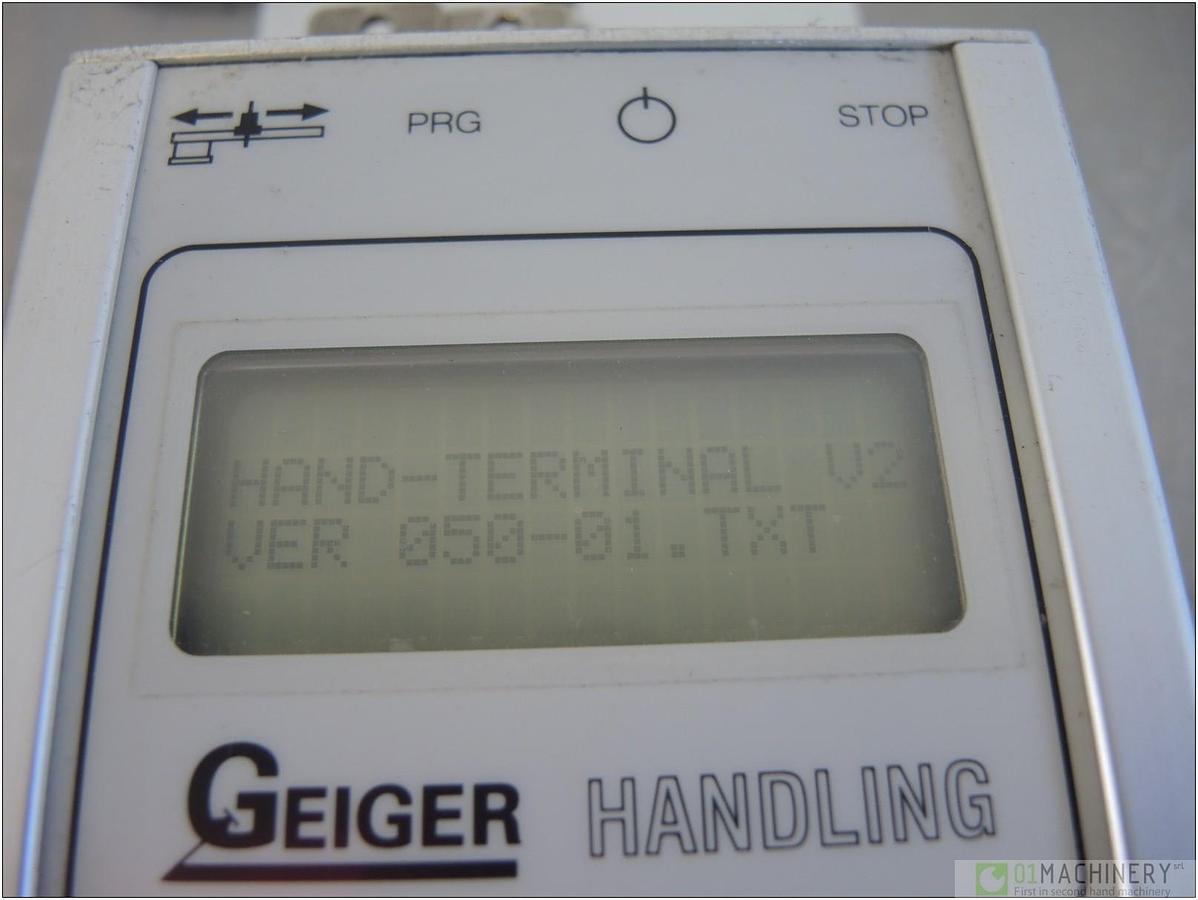 PRG STOP
HAND-TERMINAL V2
VER 050-01.TXT
GEIGER HANDLING
01MACHINERY srl
First in second hand machinery